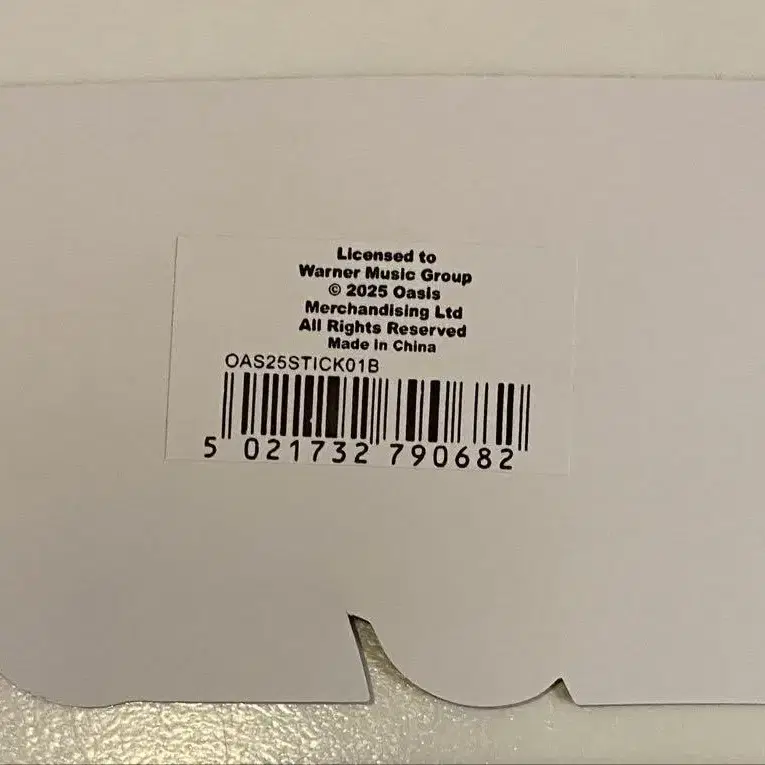 Licensed to
Warner Music Group
© 2025 Oasis
Merchandising Ltd
All Rights Reserved
Made in China
OAS25STICK01B
5 021732 790682